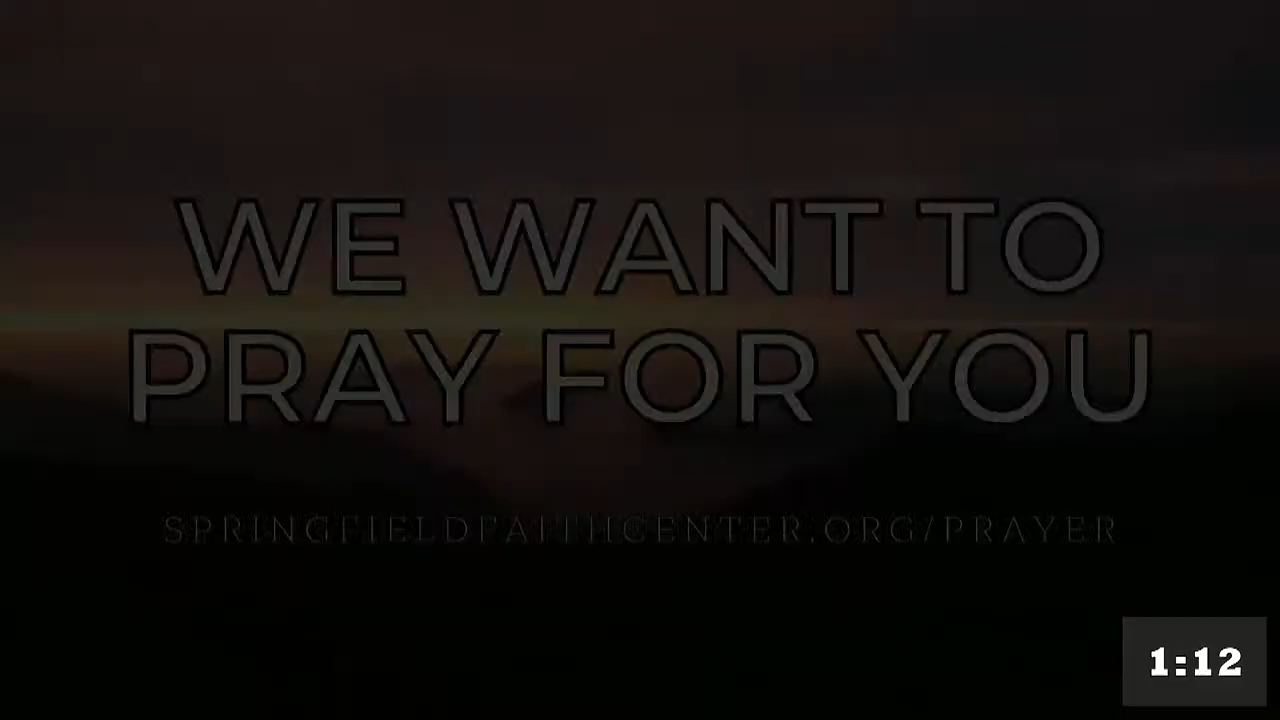 WE WANT TO
PRAY FOR YOU
SPRINGFIELDFAITHCENTER.ORG/PRAYER
1:12